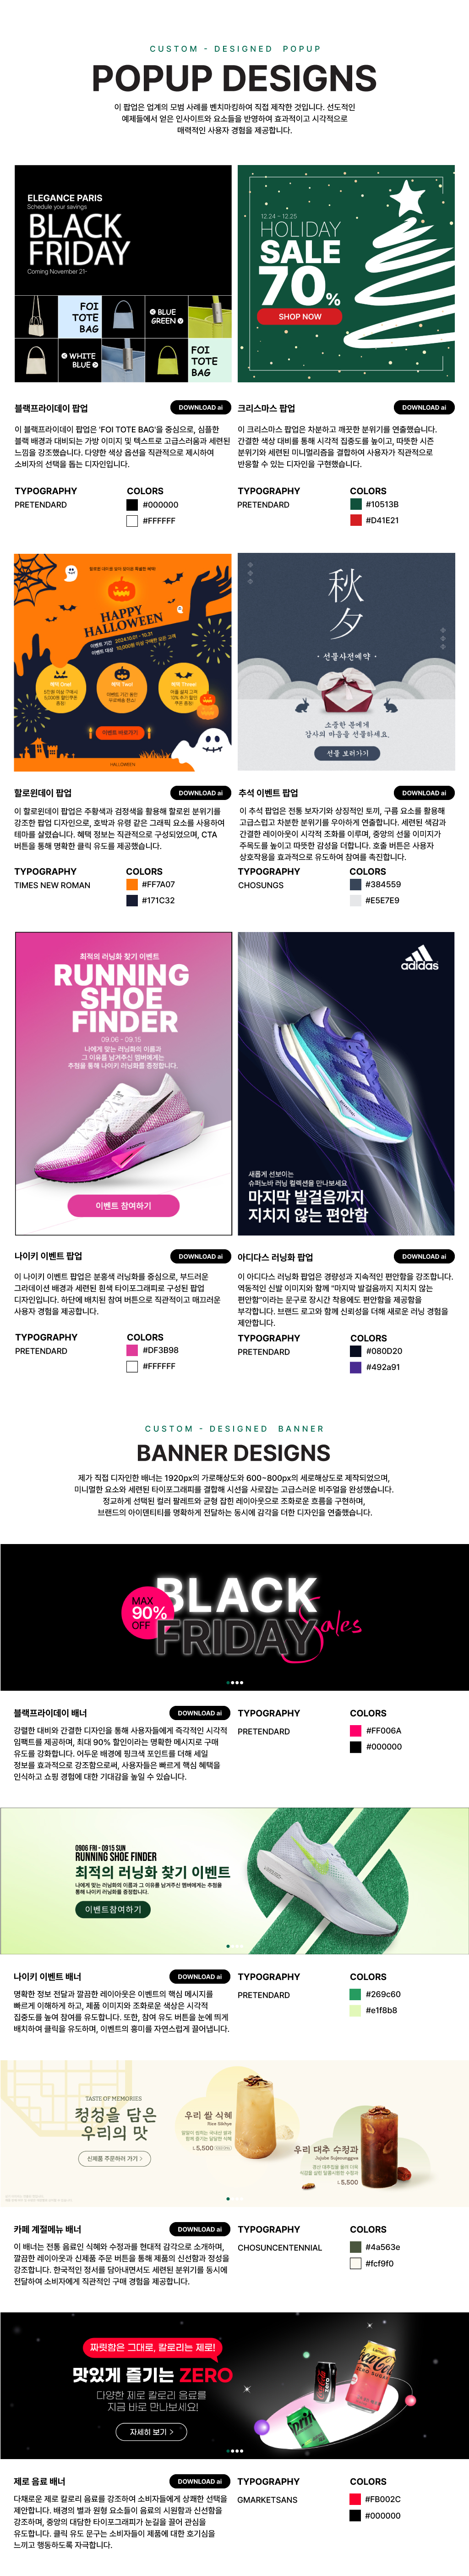 CUSTOM - DESIGNED POPUP
POPUP DESIGNS
이 팝업은 업계의 모범 사례를 벤치마킹하여 직접 제작한 것입니다. 선도적인
예제들에서 얻은 인사이트와 요소들을 반영하여 효과적이고 시각적으로
매력적인 사용자 경험을 제공합니다.
ELEGANCE PARIS
Schedule your savings
BLACK
FRIDAY
Coming November 21-
FOI
TOTE
BAG
BLUE
GREEN
WHITE
BLUE
FOI
TOTE
BAG
12.24 - 12.25
HOLIDAY
SALE
70%
SHOP NOW
블랙프라이데이 팝업
DOWNLOAD ai
이 블랙프라이데이 팝업은 'FOI TOTE BAG'을 중심으로, 심플한
블랙 배경과 대비되는 가방 이미지 및 텍스트로 고급스러움과 세련된
느낌을 강조했습니다. 다양한 색상 옵션을 직관적으로 제시하여
소비자의 선택을 돕는 디자인입니다.
TYPOGRAPHY
PRETENDARD
COLORS
#000000
#FFFFFF
크리스마스 팝업
DOWNLOAD ai
이 크리스마스 팝업은 차분하고 깨끗한 분위기를 연출했습니다.
간결한 색상 대비를 통해 시각적 집중도를 높이고, 따뜻한 시즌
분위기와 세련된 미니멀리즘을 결합하여 사용자가 직관적으로
반응할 수 있는 디자인을 구현했습니다.
TYPOGRAPHY
PRETENDARD
COLORS
#10513B
#D41E21
HAPPY
HALLOWEEN
이벤트 기간 2024.10.01 - 10.31
이벤트 바로가기
HALLOWEEN
秋
夕
· 선물사전예약 ·
소중한 분에게
감사의 마음을 선물하세요.
선물 보러가기
할로윈데이 팝업
DOWNLOAD ai
이 할로윈데이 팝업은 주황색과 검정색을 활용해 할로윈 분위기를
강조한 팝업 디자인으로, 호박과 유령 같은 그래픽 요소를 사용하여
테마를 살렸습니다. 혜택 정보는 직관적으로 구성되었으며, CTA
버튼을 통해 명확한 클릭 유도를 제공했습니다.
TYPOGRAPHY
TIMES NEW ROMAN
COLORS
#FF7A07
#171C32
추석 이벤트 팝업
DOWNLOAD ai
이 추석 팝업은 전통 보자기와 상징적인 토끼, 구름 요소를 활용해
고급스럽고 차분한 분위기를 우아하게 연출합니다. 세련된 색감과
간결한 레이아웃이 시각적 조화를 이루며, 중앙의 선물 이미지가
주목도를 높이고 따뜻한 감성을 더합니다. 호출 버튼은 사용자
상호작용을 효과적으로 유도하여 참여를 촉진합니다.
TYPOGRAPHY
CHOSUNGS
COLORS
#384559
#E5E7E9
최적의 러닝화 찾기 이벤트
RUNNING
SHOE
FINDER
09.06 - 09.15
나에게 맞는 러닝화의 이름과
그 이유를 남겨주신 멤버에게는
추첨을 통해 나이키 러닝화를 증정합니다.
이벤트 참여하기
adidas
새롭게 선보이는
슈퍼노바 러닝 컬렉션을 만나보세요
마지막 발걸음까지
지치지 않는 편안함
나이키 이벤트 팝업
DOWNLOAD ai
이 나이키 이벤트 팝업은 분홍색 러닝화를 중심으로, 부드러운
그라데이션 배경과 세련된 흰색 타이포그래피로 구성된 팝업
디자인입니다. 하단에 배치된 참여 버튼으로 직관적이고 매끄러운
사용자 경험을 제공합니다.
TYPOGRAPHY
PRETENDARD
COLORS
#DF3B98
#FFFFFF
아디다스 러닝화 팝업
DOWNLOAD ai
이 아디다스 러닝화 팝업은 경량성과 지속적인 편안함을 강조합니다.
역동적인 신발 이미지와 함께 "마지막 발걸음까지 지치지 않는
편안함"이라는 문구로 장시간 착용에도 편안함을 제공함을
부각합니다. 브랜드 로고와 함께 신뢰성을 더해 새로운 러닝 경험을
제안합니다.
TYPOGRAPHY
PRETENDARD
COLORS
#080D20
#492a91
CUSTOM - DESIGNED BANNER
BANNER DESIGNS
제가 직접 디자인한 배너는 1920px의 가로해상도와 600~800px의 세로해상도로 제작되었으며,
미니멀한 요소와 세련된 타이포그래피를 결합해 시선을 사로잡는 고급스러운 비주얼을 완성했습니다.
정교하게 선택된 컬러 팔레트와 균형 잡힌 레이아웃으로 조화로운 흐름을 구현하며,
브랜드의 아이덴티티를 명확하게 전달하는 동시에 감각을 더한 디자인을 연출했습니다.
MAX
90%
OFF
BLACK
FRIDAY
Sales
블랙프라이데이 배너
DOWNLOAD ai
강렬한 대비와 간결한 디자인을 통해 사용자들에게 즉각적인 시각적
임팩트를 제공하며, 최대 90% 할인이라는 명확한 메시지로 구매
유도를 강화합니다. 어두운 배경에 핑크색 포인트를 더해 세일
정보를 효과적으로 강조함으로써, 사용자들은 빠르게 핵심 혜택을
인식하고 쇼핑 경험에 대한 기대감을 높일 수 있습니다.
TYPOGRAPHY
PRETENDARD
COLORS
#FF006A
#000000
0906 FRI - 0915 SUN
RUNNING SHOE FINDER
최적의 러닝화 찾기 이벤트
나에게 맞는 러닝화의 이름과 그 이유를 남겨주신 멤버에게는 추첨을
통해 나이키 러닝화를 증정합니다.
이벤트참여하기
나이키 이벤트 배너
DOWNLOAD ai
명확한 정보 전달과 깔끔한 레이아웃은 이벤트의 핵심 메시지를
빠르게 이해하게 하고, 제품 이미지와 조화로운 색상은 시각적
집중도를 높여 참여를 유도합니다. 또한, 참여 유도 버튼을 눈에 띄게
배치하여 클릭을 유도하며, 이벤트의 흥미를 자연스럽게 끌어냅니다.
TYPOGRAPHY
PRETENDARD
COLORS
#269c60
#e1f8b8
TASTE OF MEMORIES
정성을 담은
우리의 맛
신제품 주문하러 가기 >
우리 쌀 식혜
Rice Sikhye
5,500
우리 대추 수정과
Jujube Sujeonggwa
5,500
카페 계절메뉴 배너
DOWNLOAD ai
이 배너는 전통 음료인 식혜와 수정과를 현대적 감각으로 소개하며,
깔끔한 레이아웃과 신제품 주문 버튼을 통해 제품의 신선함과 정성을
강조합니다. 한국적인 정서를 담아내면서도 세련된 분위기를 동시에
전달하여 소비자에게 직관적인 구매 경험을 제공합니다.
TYPOGRAPHY
CHOSUNCENTENNIAL
COLORS
#4a563e
#fcf9f0
짜릿함은 그대로, 칼로리는 제로!
맛있게 즐기는 ZERO
다양한 제로 칼로리 음료를
지금 바로 만나보세요!
자세히 보기 >
제로 음료 배너
DOWNLOAD ai
다채로운 제로 칼로리 음료를 강조하여 소비자들에게 상쾌한 선택을
제안합니다. 배경의 별과 원형 요소들이 음료의 시원함과 신선함을
강조하며, 중앙의 대담한 타이포그래피가 눈길을 끌어 관심을
유도합니다. 클릭 유도 문구는 소비자들이 제품에 대한 호기심을
느끼고 행동하도록 자극합니다.
TYPOGRAPHY
GMARKETSANS
COLORS
#FB002C
#000000